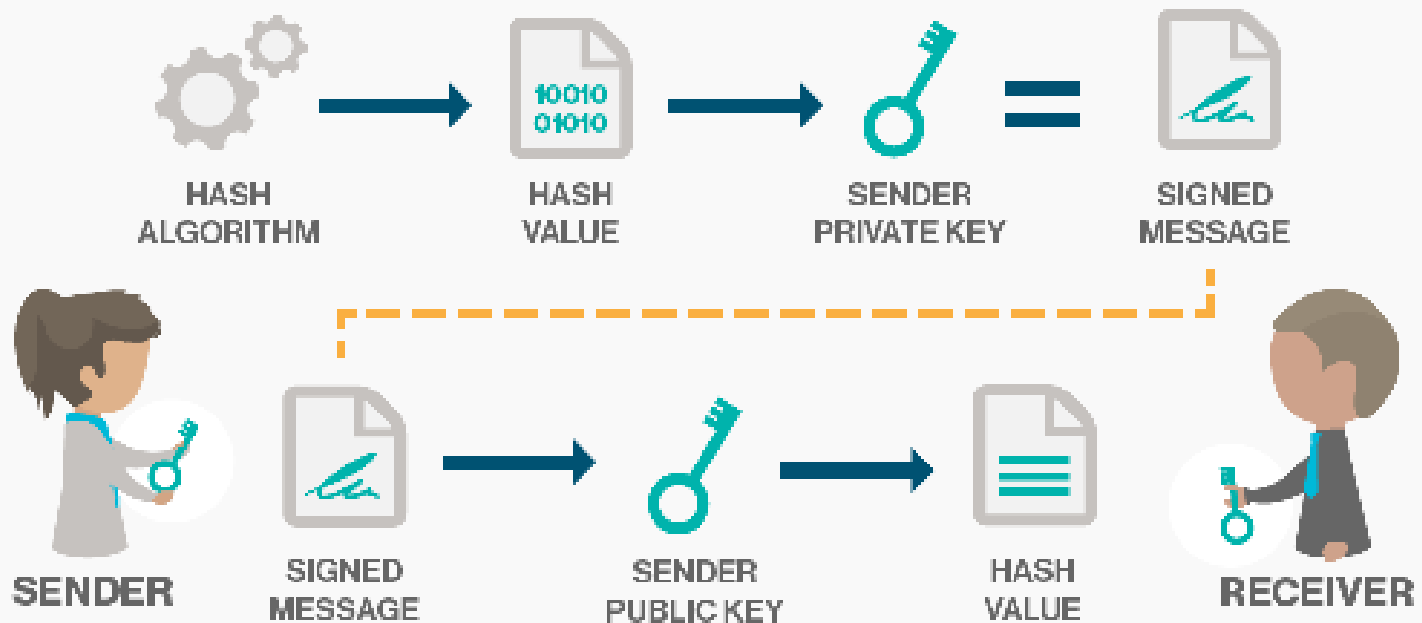 10010
01010
HASH
ALGORITHM
HASH
VALUE
SENDER
PRIVATE KEY
SIGNED
MESSAGE
SENDER
SIGNED
MESSAGE
SENDER
PUBLIC KEY
HASH
VALUE
RECEIVER